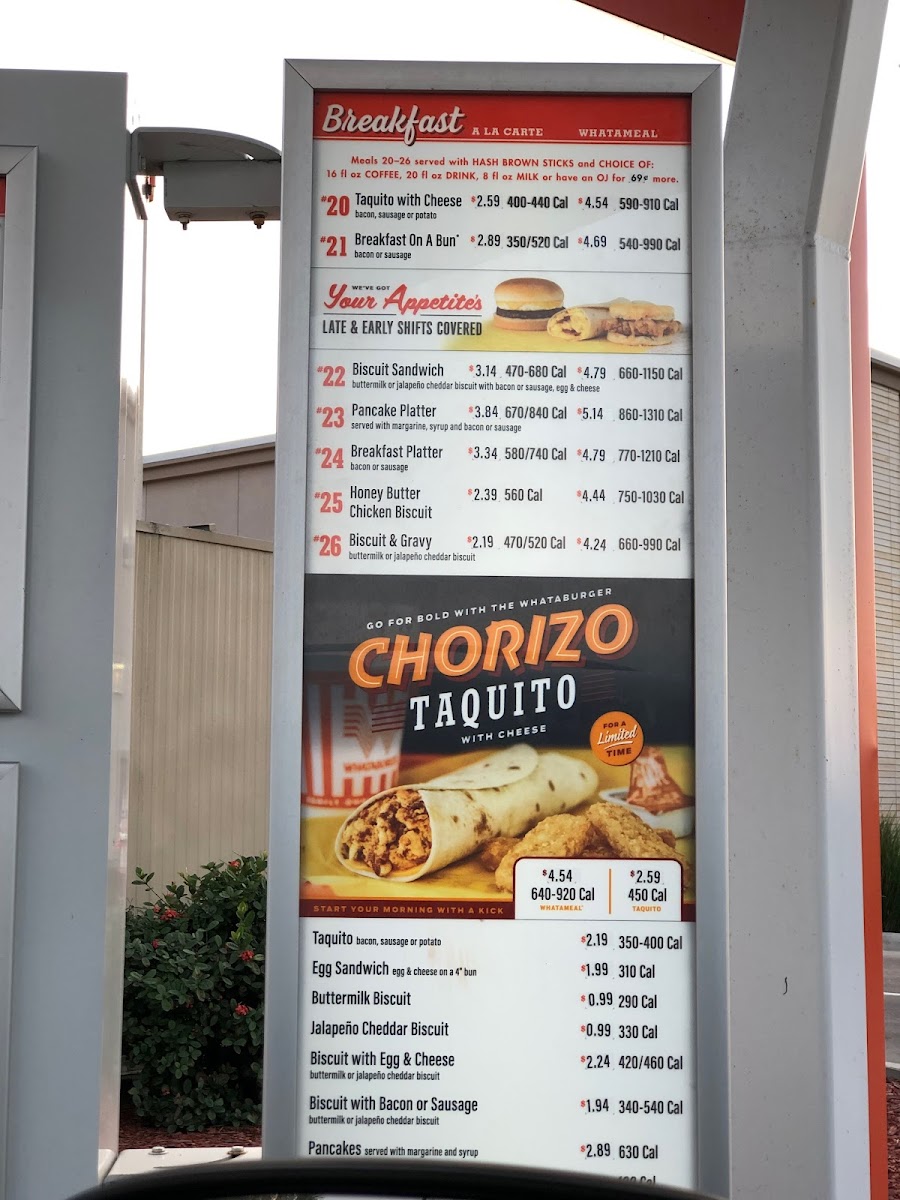 Breakfast A LA CARTE WHATAMEAL
Meals 20-26 served with HASH BROWN STICKS and CHOICE OF:
16 fl oz COFFEE, 20 fl oz DRINK, 8 fl oz MILK or have an OJ for .69¢ more.
#20 Taquito with Cheese $2.59 400-440 Cal $4.54 590-910 Cal
bacon, sausage or potato
#21 Breakfast On A Bun* $2.89 350/520 Cal $4.69 540-990 Cal
bacon or sausage
WE'VE GOT
Your Appetite's
LATE & EARLY SHIFTS COVERED
#22 Biscuit Sandwich $3.14 470-680 Cal $4.79 660-1150 Cal
buttermilk or jalapeño cheddar biscuit with bacon or sausage, egg & cheese
#23 Pancake Platter $3.84 670/840 Cal $5.14 860-1310 Cal
served with margarine, syrup and bacon or sausage
#24 Breakfast Platter $3.34 580/740 Cal $4.79 770-1210 Cal
bacon or sausage
#25 Honey Butter $2.39 560 Cal $4.44 750-1030 Cal
Chicken Biscuit
#26 Biscuit & Gravy $2.19 470/520 Cal $4.24 660-990 Cal
buttermilk or jalapeño cheddar biscuit
GO FOR BOLD WITH THE WHATABURGER
CHORIZO
TAQUITO
WITH CHEESE
FOR A
Limited
TIME
$4.54 $2.59
640-920 Cal 450 Cal
WHATAMEAL TAQUITO
START YOUR MORNING WITH A KICK
Taquito bacon, sausage or potato $2.19 350-400 Cal
Egg Sandwich egg & cheese on a 4" bun $1.99 310 Cal
Buttermilk Biscuit $0.99 290 Cal
Jalapeño Cheddar Biscuit $0.99 330 Cal
Biscuit with Egg & Cheese $2.24 420/460 Cal
buttermilk or jalapeño cheddar biscuit
Biscuit with Bacon or Sausage $1.94 340-540 Cal
buttermilk or jalapeño cheddar biscuit
Pancakes served with margarine and syrup $2.89 630 Cal
Cal